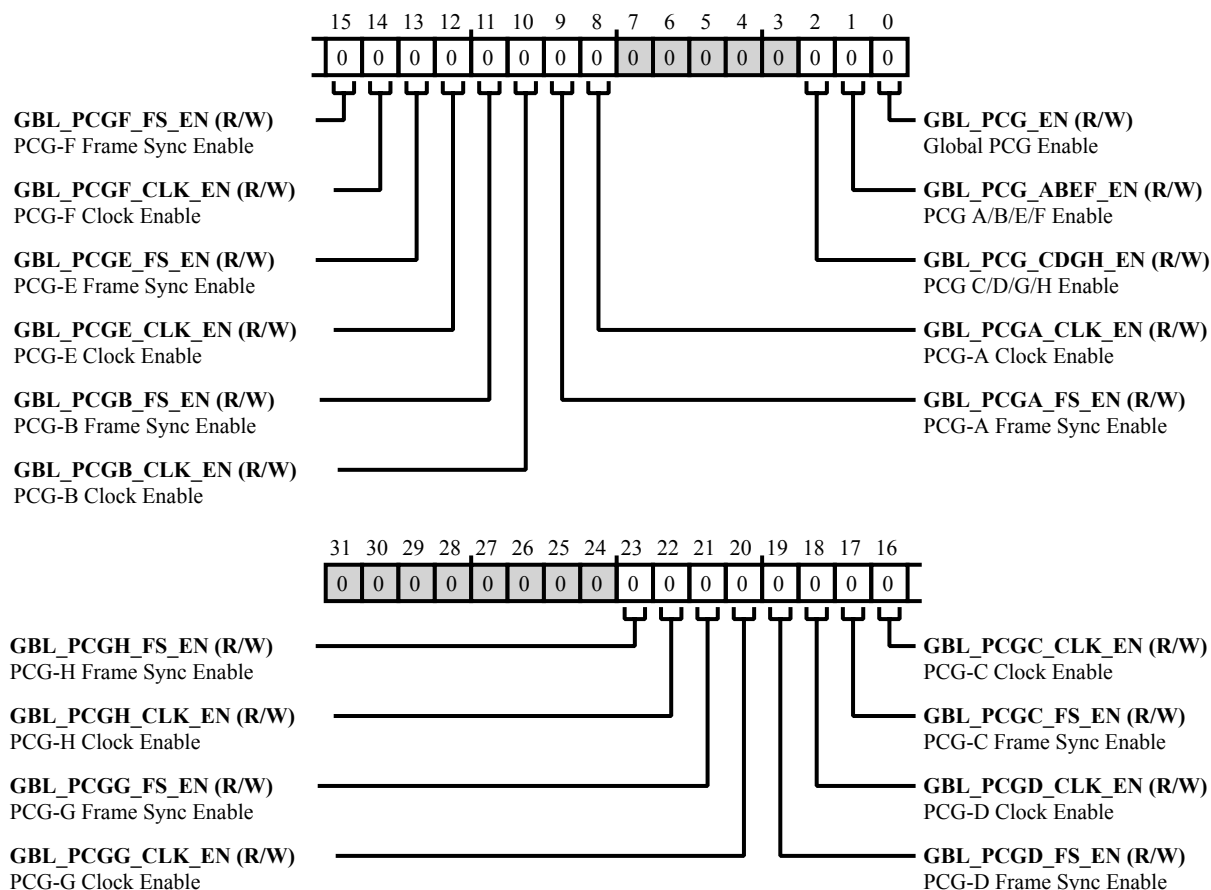 15 14 13 12 11 10 9 8 7 6 5 4 3 2 1 0
0 0 0 0 0 0 0 0 0 0 0 0 0 0 0 0
GBL_PCGF_FS_EN (R/W)
PCG-F Frame Sync Enable
GBL_PCGF_CLK_EN (R/W)
PCG-F Clock Enable
GBL_PCGE_FS_EN (R/W)
PCG-E Frame Sync Enable
GBL_PCGE_CLK_EN (R/W)
PCG-E Clock Enable
GBL_PCGB_FS_EN (R/W)
PCG-B Frame Sync Enable
GBL_PCGB_CLK_EN (R/W)
PCG-B Clock Enable
GBL_PCG_EN (R/W)
Global PCG Enable
GBL_PCG_ABEF_EN (R/W)
PCG A/B/E/F Enable
GBL_PCG_CDGH_EN (R/W)
PCG C/D/G/H Enable
GBL_PCGA_CLK_EN (R/W)
PCG-A Clock Enable
GBL_PCGA_FS_EN (R/W)
PCG-A Frame Sync Enable
31 30 29 28 27 26 25 24 23 22 21 20 19 18 17 16
0 0 0 0 0 0 0 0 0 0 0 0 0 0 0 0
GBL_PCGH_FS_EN (R/W)
PCG-H Frame Sync Enable
GBL_PCGH_CLK_EN (R/W)
PCG-H Clock Enable
GBL_PCGG_FS_EN (R/W)
PCG-G Frame Sync Enable
GBL_PCGG_CLK_EN (R/W)
PCG-G Clock Enable
GBL_PCGC_CLK_EN (R/W)
PCG-C Clock Enable
GBL_PCGC_FS_EN (R/W)
PCG-C Frame Sync Enable
GBL_PCGD_CLK_EN (R/W)
PCG-D Clock Enable
GBL_PCGD_FS_EN (R/W)
PCG-D Frame Sync Enable